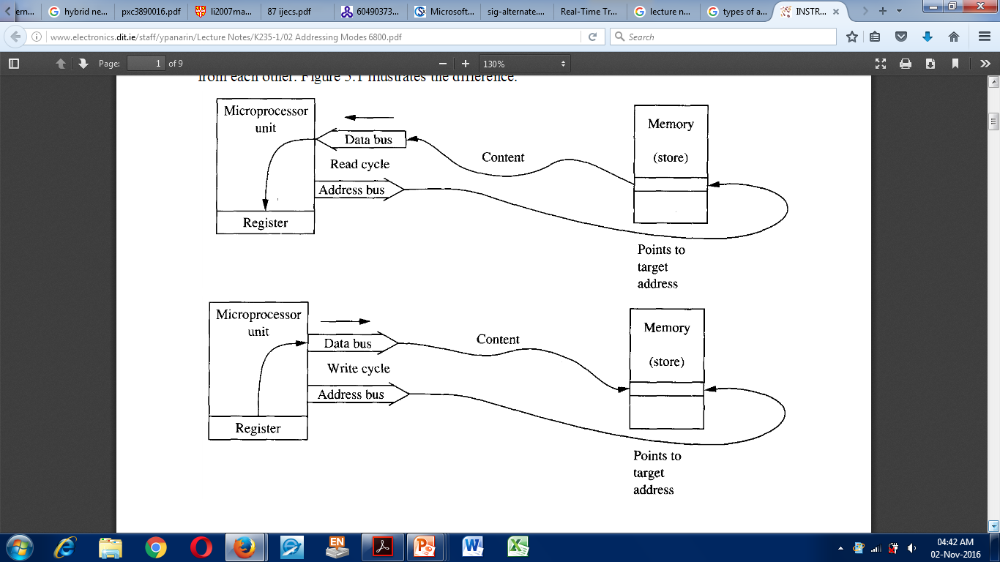 ern...
hybrid ne...
pxc3890016.pdf
li2007ma...
87 ijecs.pdf
60490373...
Microsoft...
sig-alternate....
Real-Time Tr...
lecture n...
types of a...
INSTR...
www.electronics.dit.ie/staff/ypanarin/Lecture Notes/K235-1/02 Addressing Modes 6800.pdf
Search
Page: 1 of 9
130%
from each other. Figure 5.1 illustrates the difference.
Microprocessor
unit
Data bus
Read cycle
Address bus
Register
Content
Memory
(store)
Points to
target
address
Microprocessor
unit
Data bus
Write cycle
Address bus
Register
Content
Memory
(store)
Points to
target
address
EN
04:42 AM
02-Nov-2016